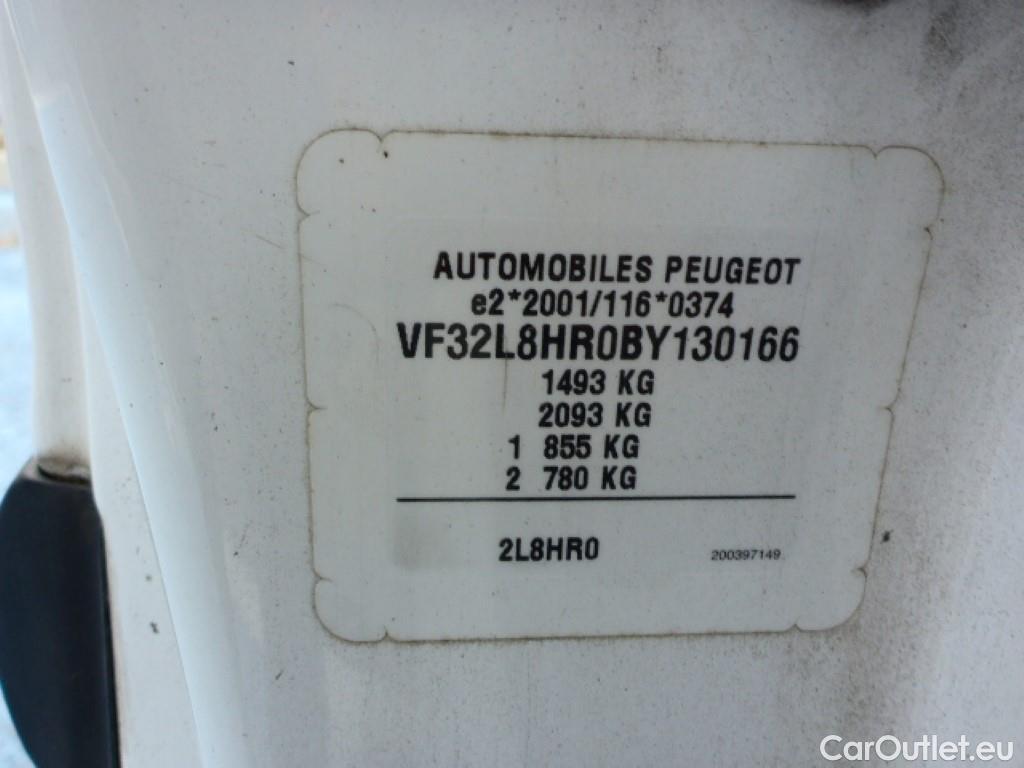 AUTOMOBILES PEUGEOT
e2*2001/116*0374
VF32L8HR0BY130166
1493 KG
2093 KG
1 855 KG
2 780 KG
2L8HR0 200397149
CarOutlet.eu